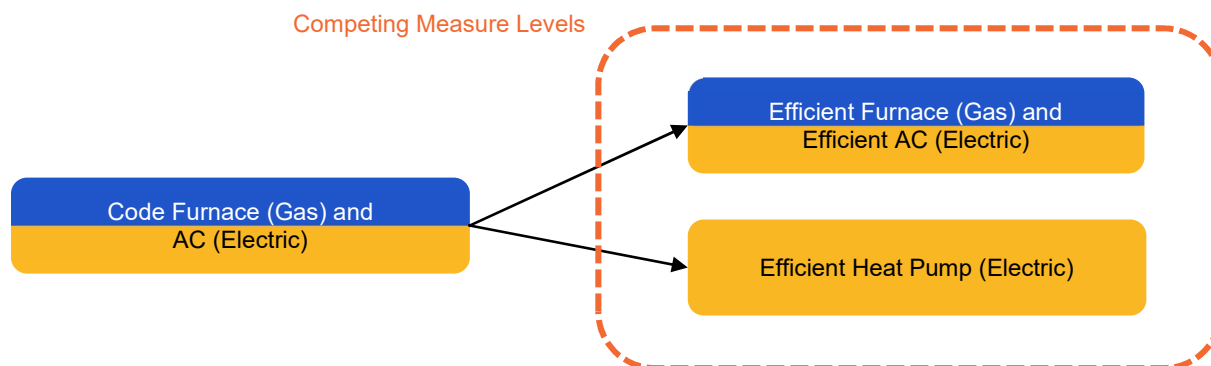 Competing Measure Levels
Efficient Furnace (Gas) and
Efficient AC (Electric)
Code Furnace (Gas) and
AC (Electric)
Efficient Heat Pump (Electric)